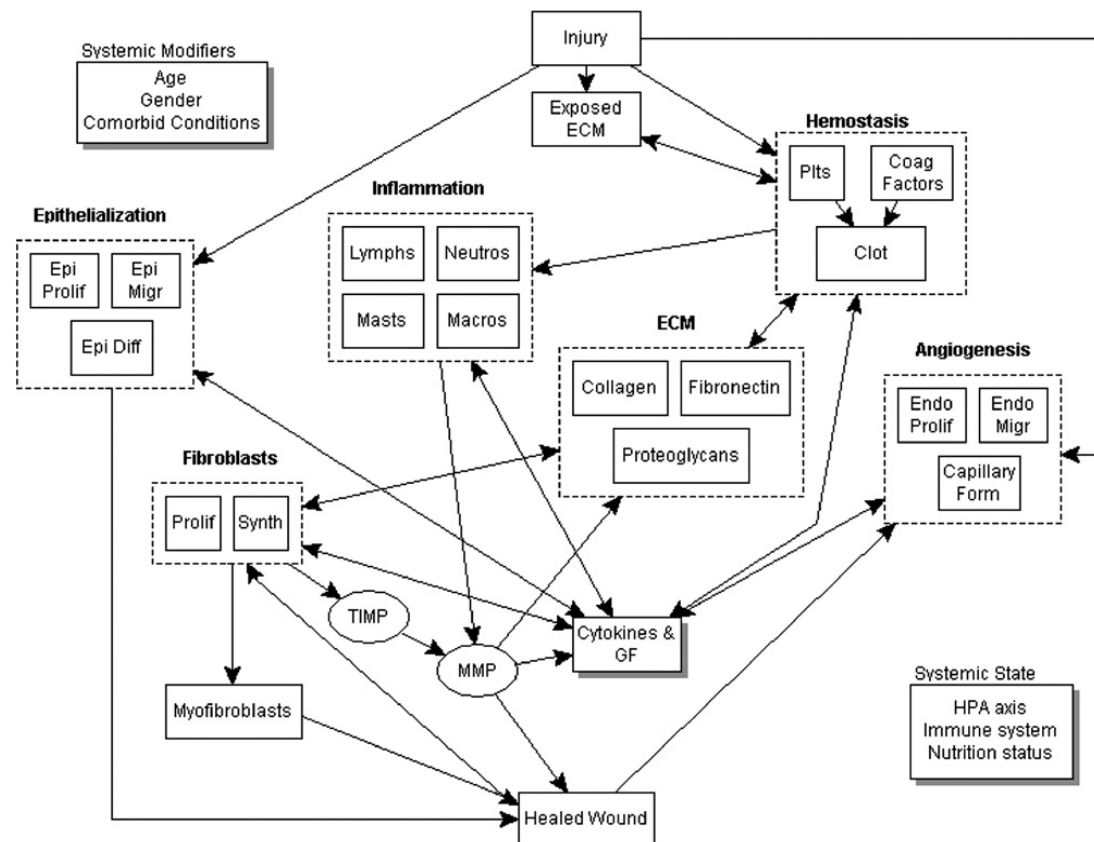 Injury
Systemic Modifiers
Age
Gender
Comorbid Conditions
Exposed
ECM
Hemostasis
Plts
Coag
Factors
Clot
Inflammation
Lymphs
Neutros
Masts
Macros
Epithelialization
Epi
Prolif
Epi
Migr
Epi Diff
ECM
Collagen
Fibronectin
Proteoglycans
Angiogenesis
Endo
Prolif
Endo
Migr
Capillary
Form
Fibroblasts
Prolif
Synth
TIMP
MMP
Cytokines &
GF
Myofibroblasts
Systemic State
HPA axis
Immune system
Nutrition status
Healed Wound